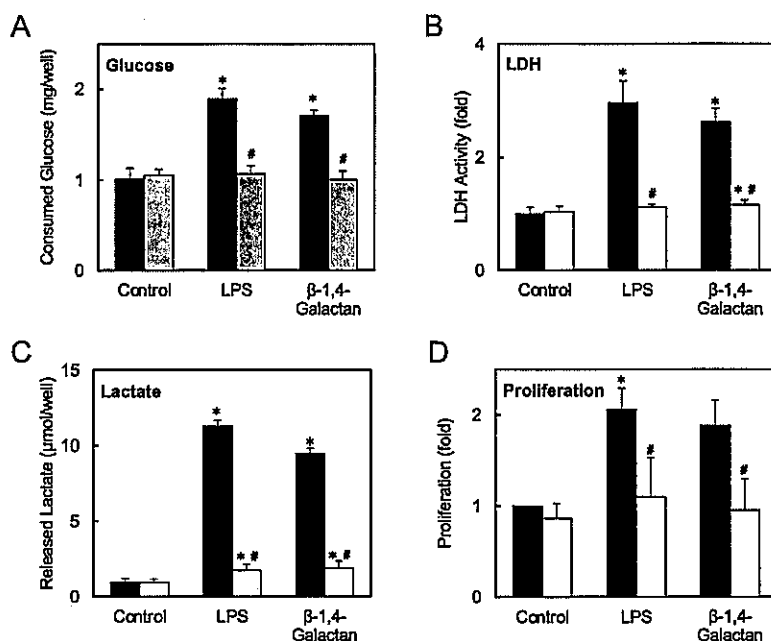 A
Glucose
Consumed Glucose (mg/well)
2
1
0
*
*
#
#
Control
LPS
β-1,4-
Galactan
B
LDH
LDH Activity (fold)
4
2
0
*
*
#
* #
Control
LPS
β-1,4-
Galactan
C
Lactate
Released Lactate (μmol/well)
15
10
5
0
*
*
* #
* #
Control
LPS
β-1,4-
Galactan
D
Proliferation
Proliferation (fold)
2
1
0
*
#
#
Control
LPS
β-1,4-
Galactan